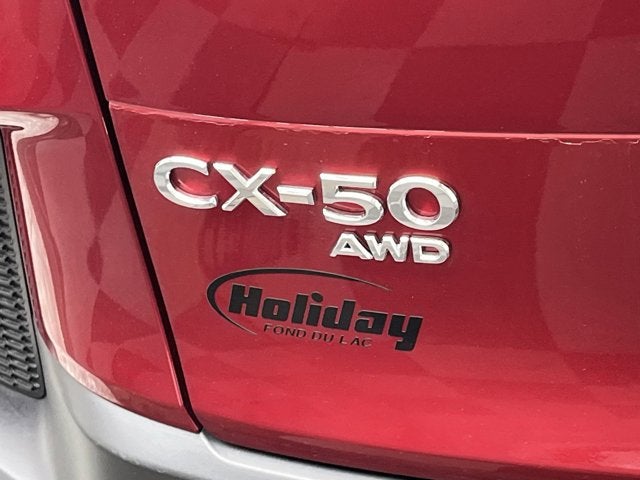 CX-50
AWD
Holiday
FOND DU LAC